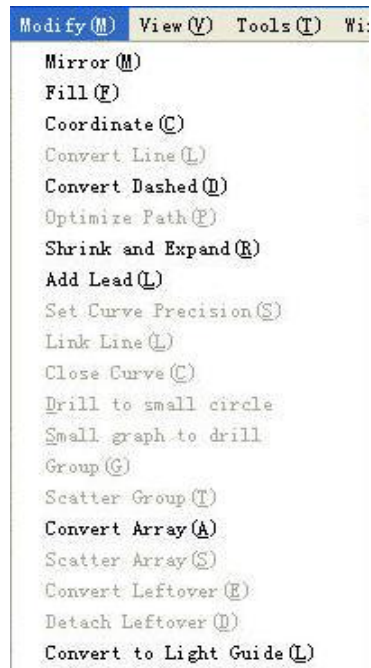 Modify(M) View(V) Tools(T) Wi
Mirror(M)
Fill(F)
Coordinate(C)
Convert Line(L)
Convert Dashed(D)
Optimize Path(P)
Shrink and Expand(R)
Add Lead(L)
Set Curve Precision(S)
Link Line(L)
Close Curve(C)
Drill to small circle
Small graph to drill
Group(G)
Scatter Group(T)
Convert Array(A)
Scatter Array(S)
Convert Leftover(E)
Detach Leftover(D)
Convert to Light Guide(L)